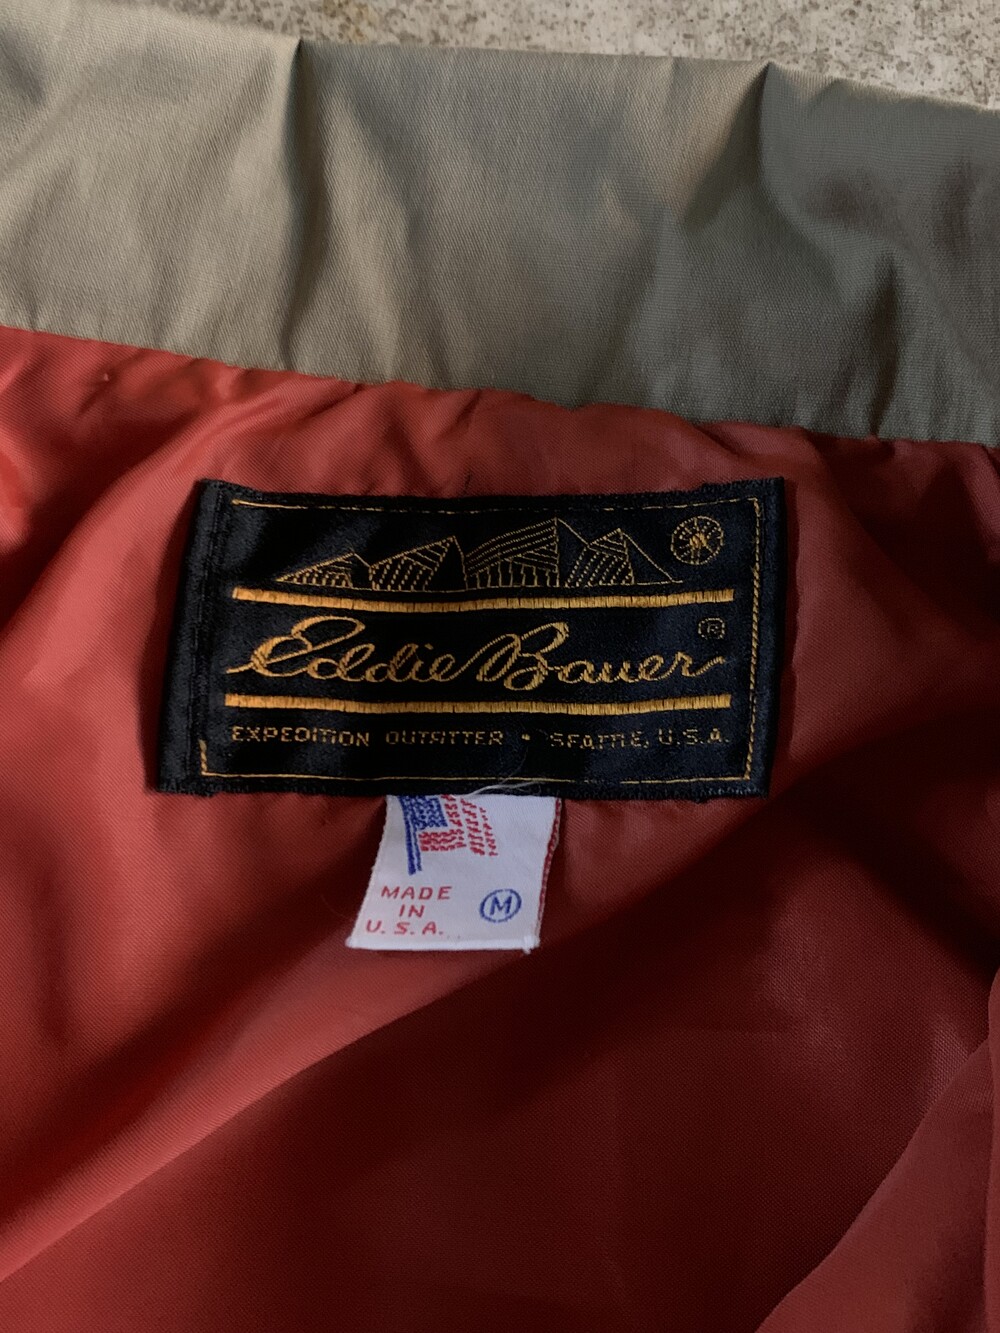 Eddie Bauer ®
EXPEDITION OUTFITTER • SEATTLE, U.S.A.
MADE
IN
U.S.A.
M